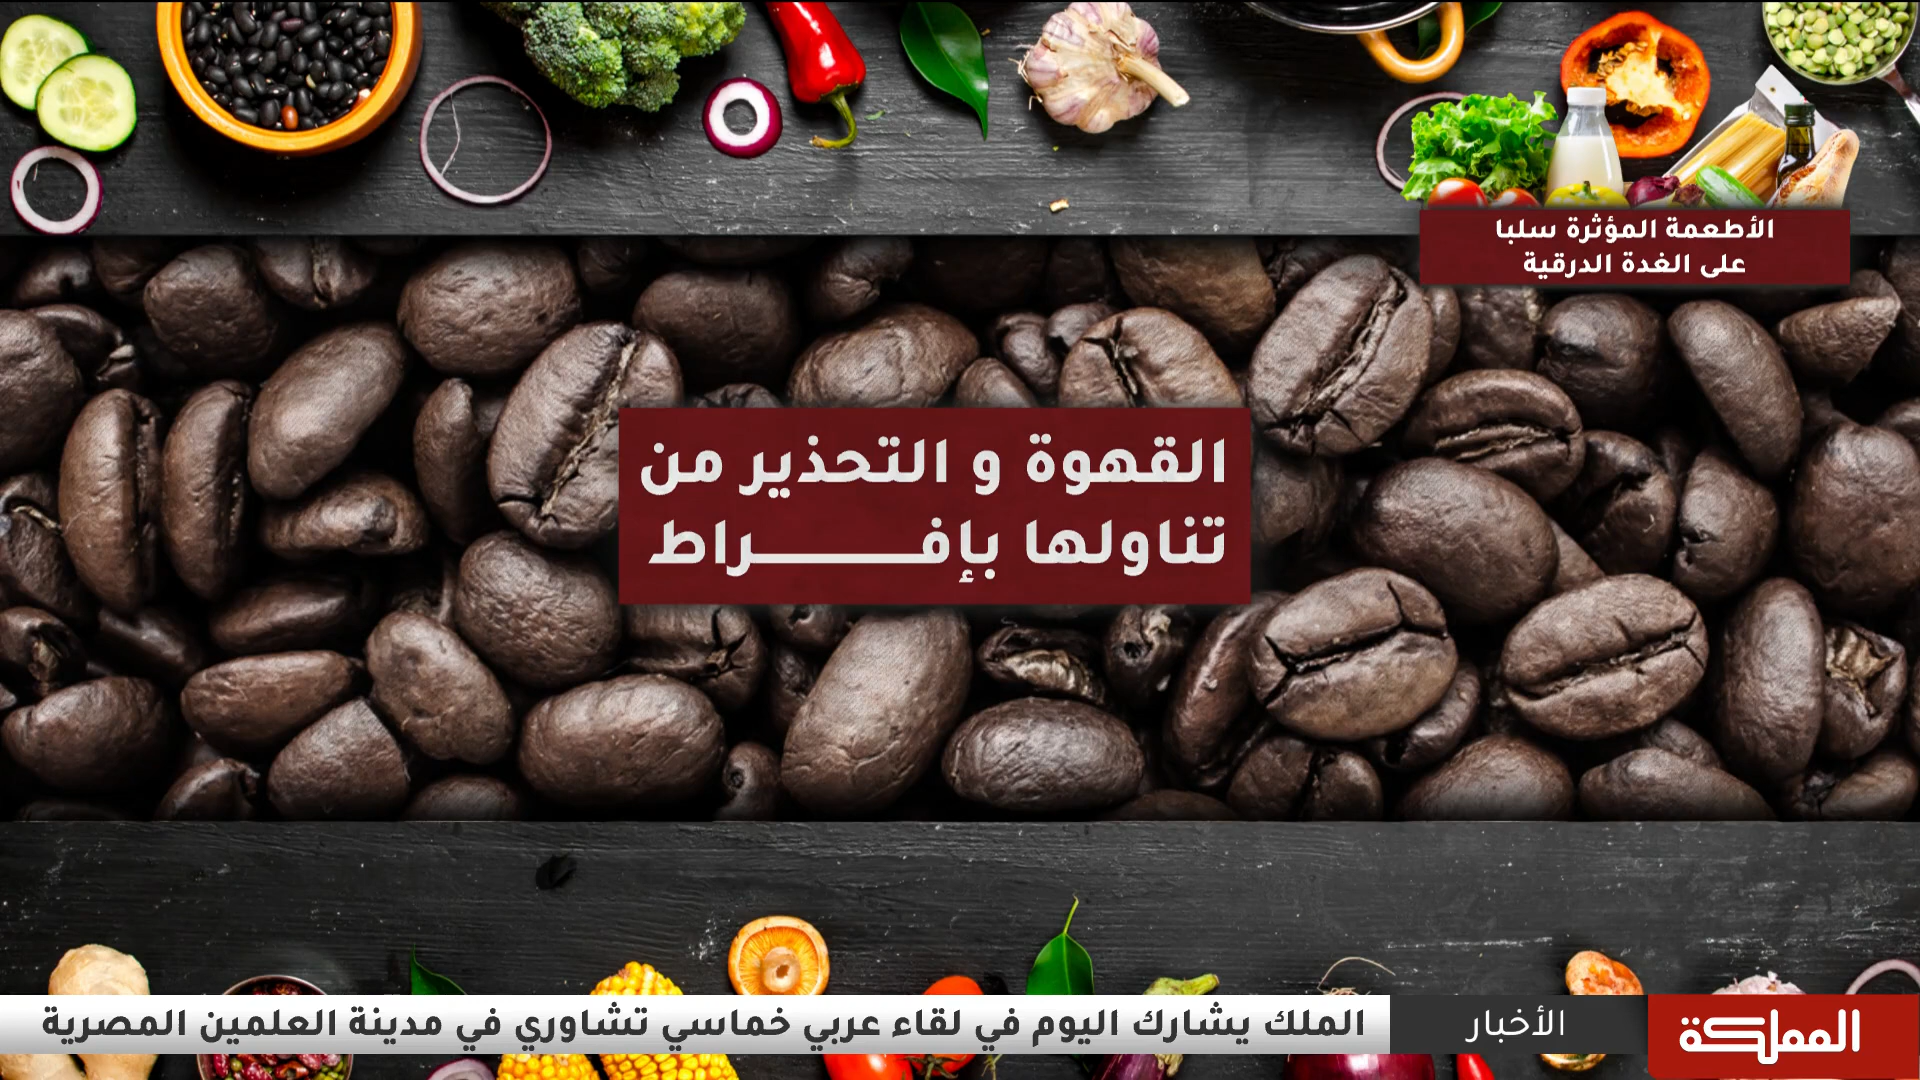 الأطعمة المؤثرة سلبا
على الغدة الدرقية
القهوة و التحذير من
تناولها بإفـــــراط
الملك يشارك اليوم في لقاء عربي خماسي تشاوري في مدينة العلمين المصرية
الأخبار
المملكة